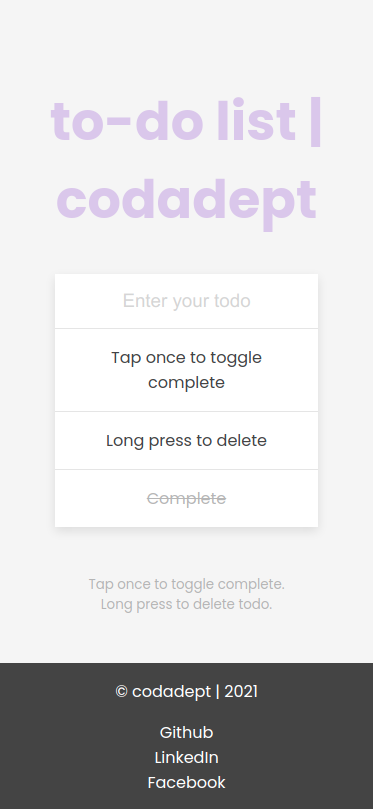 to-do list |
codadept
Enter your todo
Tap once to toggle
complete
Long press to delete
Complete
Tap once to toggle complete.
Long press to delete todo.
© codadept | 2021
Github
LinkedIn
Facebook